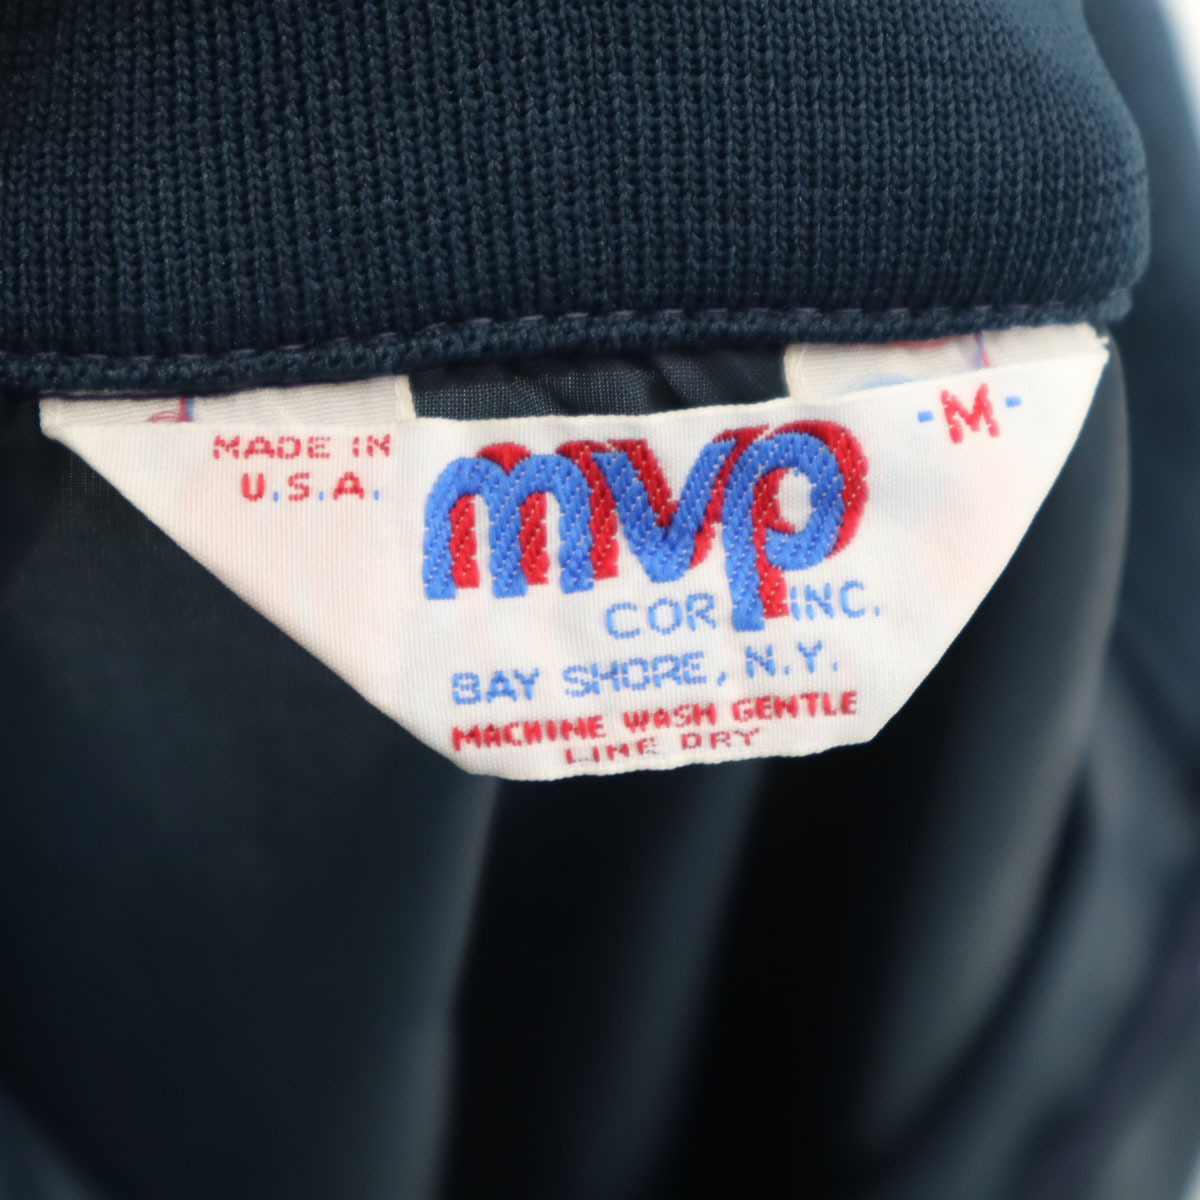 MADE IN
U.S.A.
mvp
-M-
COR INC.
BAY SHORE, N.Y.
MACHINE WASH GENTLE
LINE DRY